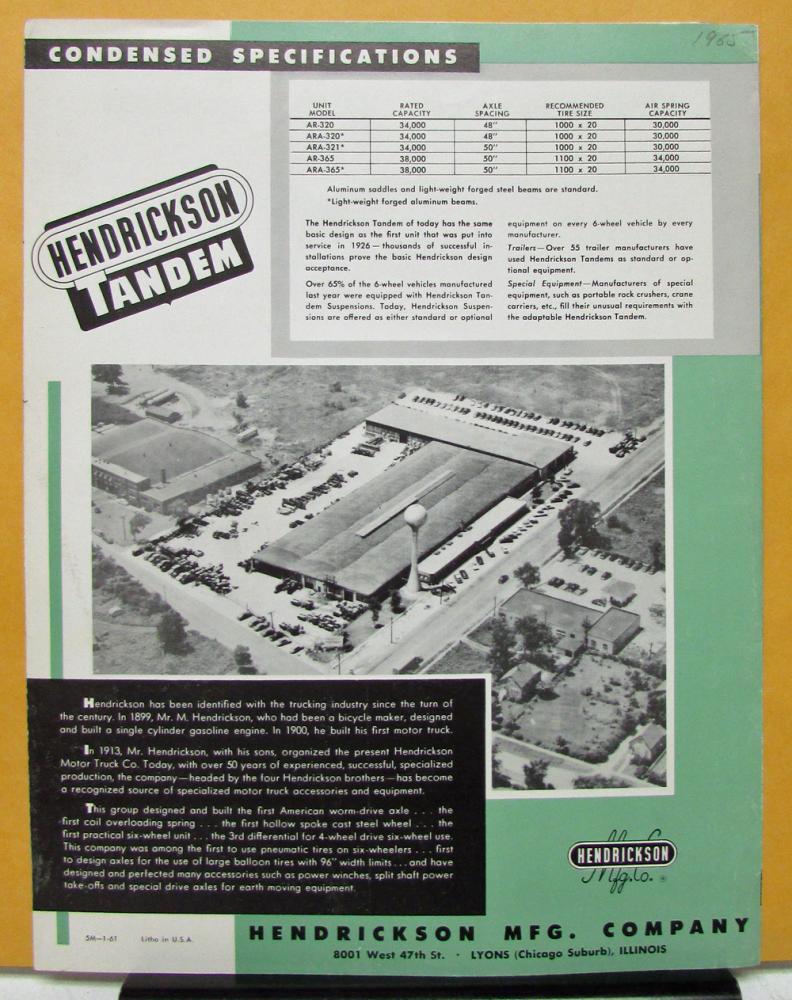 1965
CONDENSED SPECIFICATIONS
UNIT MODEL RATED CAPACITY AXLE SPACING RECOMMENDED TIRE SIZE AIR SPRING CAPACITY
AR-320 34,000 48" 1000 x 20 30,000
ARA-320* 34,000 48" 1000 x 20 30,000
ARA-321* 34,000 50" 1000 x 20 30,000
AR-365 38,000 50" 1100 x 20 34,000
ARA-365* 38,000 50" 1100 x 20 34,000
Aluminum saddles and light-weight forged steel beams are standard.
*Light-weight forged aluminum beams.
HENDRICKSON
TANDEM
The Hendrickson Tandem of today has the same
basic design as the first unit that was put into
service in 1926 — thousands of successful in-
stallations prove the basic Hendrickson design
acceptance.
Over 65% of the 6-wheel vehicles manufactured
last year were equipped with Hendrickson Tan-
dem Suspensions. Today, Hendrickson Suspen-
sions are offered as either standard or optional
equipment on every 6-wheel vehicle by every
manufacturer.
Trailers — Over 55 trailer manufacturers have
used Hendrickson Tandems as standard or op-
tional equipment.
Special Equipment — Manufacturers of special
equipment, such as portable rock crushers, crane
carriers, etc., fill their unusual requirements with
the adaptable Hendrickson Tandem.
Hendrickson has been identified with the trucking industry since the turn of
the century. In 1899, Mr. M. Hendrickson, who had been a bicycle maker, designed
and built a single cylinder gasoline engine. In 1900, he built his first motor truck.
In 1913, Mr. Hendrickson, with his sons, organized the present Hendrickson
Motor Truck Co. Today, with over 50 years of experienced, successful, specialized
production, the company — headed by the four Hendrickson brothers — has become
a recognized source of specialized motor truck accessories and equipment.
This group designed and built the first American worm-drive axle . . . the
first coil overloading spring . . . the first hollow spoke cast steel wheel . . . the
first practical six-wheel unit . . . the 3rd differential for 4-wheel drive six-wheel use.
This company was among the first to use pneumatic tires on six-wheelers . . . first
to design axles for the use of large balloon tires with 96" width limits . . . and have
designed and perfected many accessories such as power winches, split shaft power
take-offs and special drive axles for earth moving equipment.
HENDRICKSON
Mfg. Co. ®
5M-1-61 Litho in U.S.A.
HENDRICKSON MFG. COMPANY
8001 West 47th St. · LYONS (Chicago Suburb), ILLINOIS